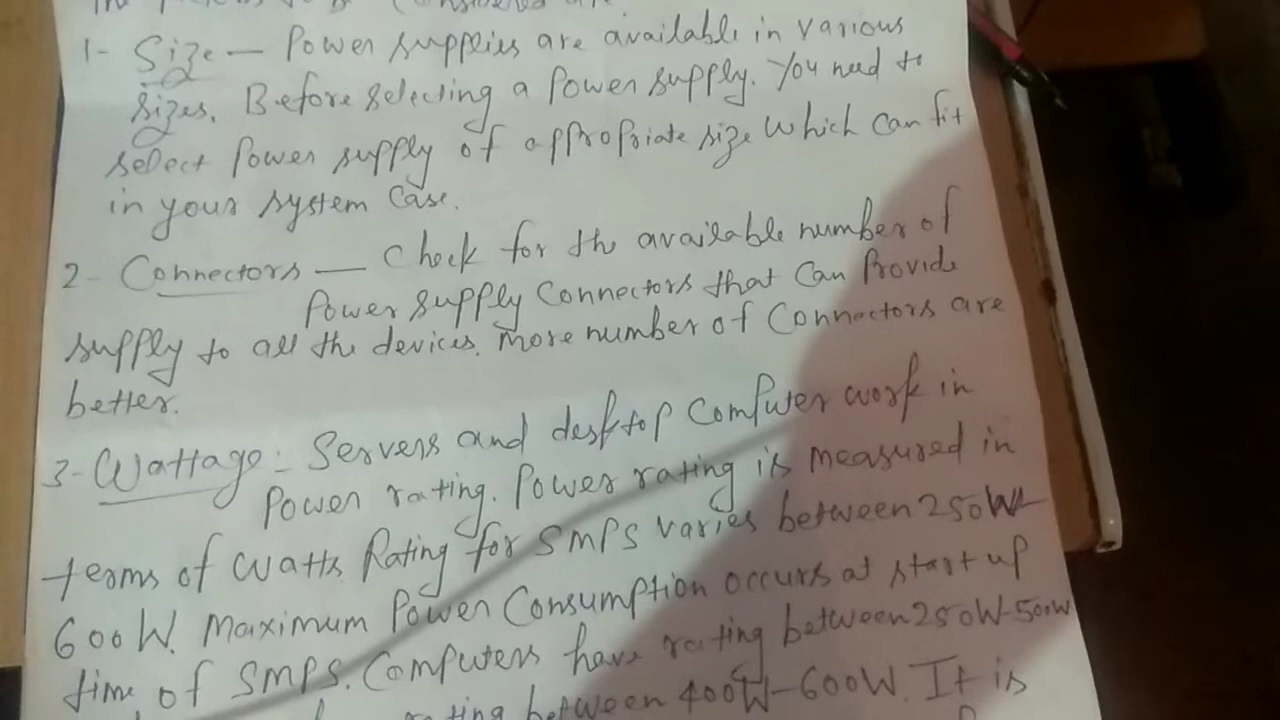 1- Size — Power supplies are available in various
sizes. Before selecting a Power supply. You need to
select Power supply of appropriate size which can fit
in your system case.
2- Connectors — Check for the available number of
Power supply Connectors that Can Provide
supply to all the devices. More number of Connectors are
better.
3- Wattage :- Servers and desktop Computer work in
Power rating. Power rating is measured in
terms of watts. Rating for SMPS varies between 250W-
600W. Maximum Power Consumption occurs at start up
time of SMPS. Computers have rating between 250W-500W
rating between 400W-600W. It is